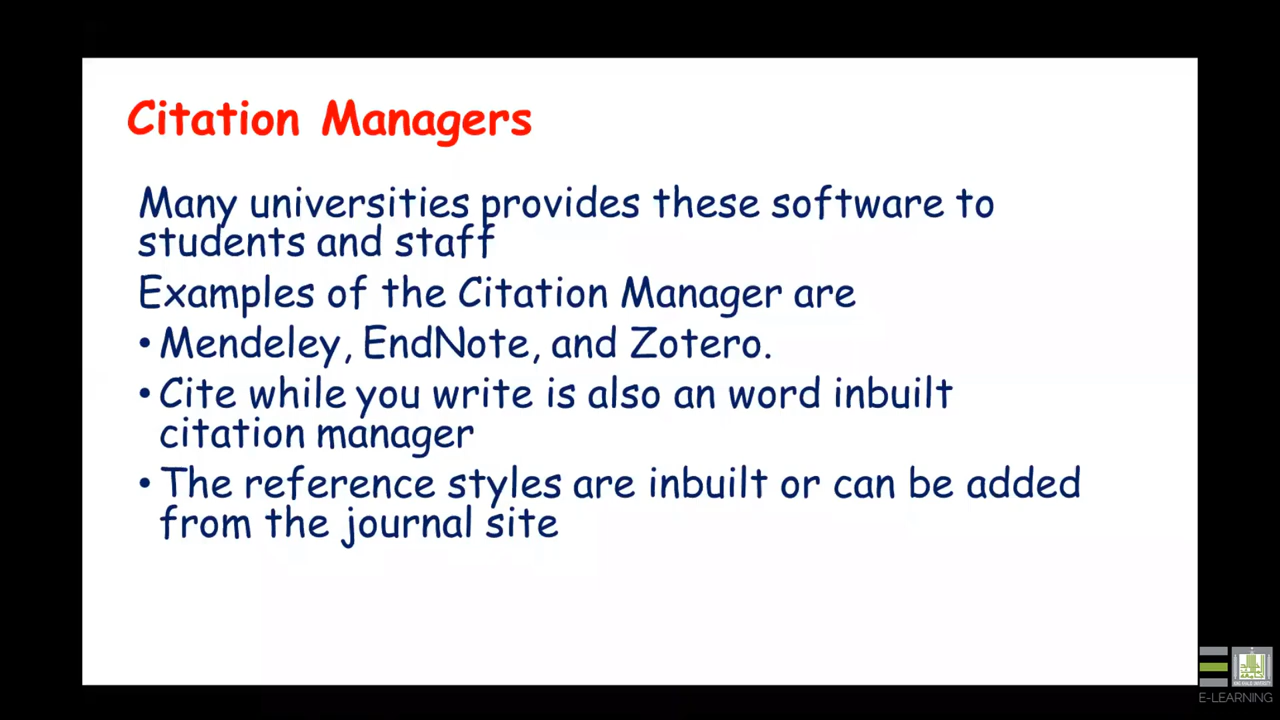 Citation Managers
Many universities provides these software to
students and staff
Examples of the Citation Manager are
• Mendeley, EndNote, and Zotero.
• Cite while you write is also an word inbuilt
citation manager
• The reference styles are inbuilt or can be added
from the journal site
E-LEARNING